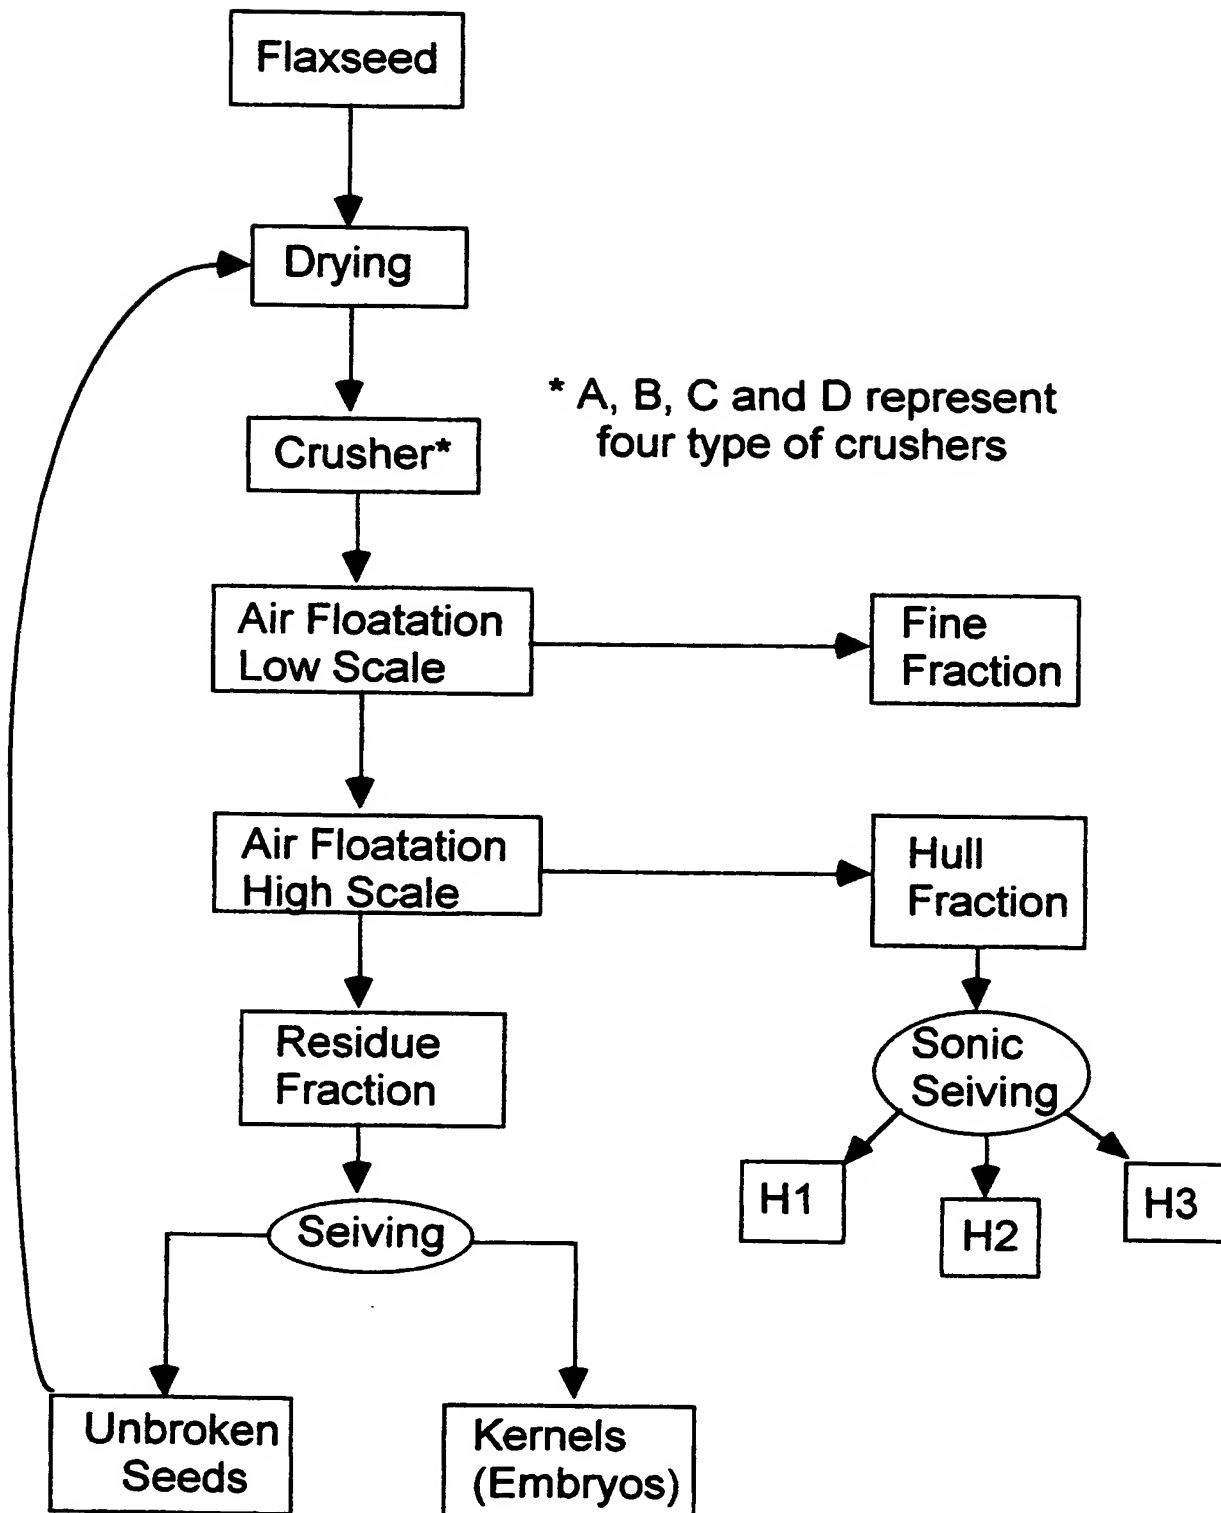 Flaxseed
Drying
Crusher*
* A, B, C and D represent
four type of crushers
Air Floatation
Low Scale
Fine
Fraction
Air Floatation
High Scale
Hull
Fraction
Residue
Fraction
Sonic
Seiving
H1
H2
H3
Seiving
Unbroken
Seeds
Kernels
(Embryos)